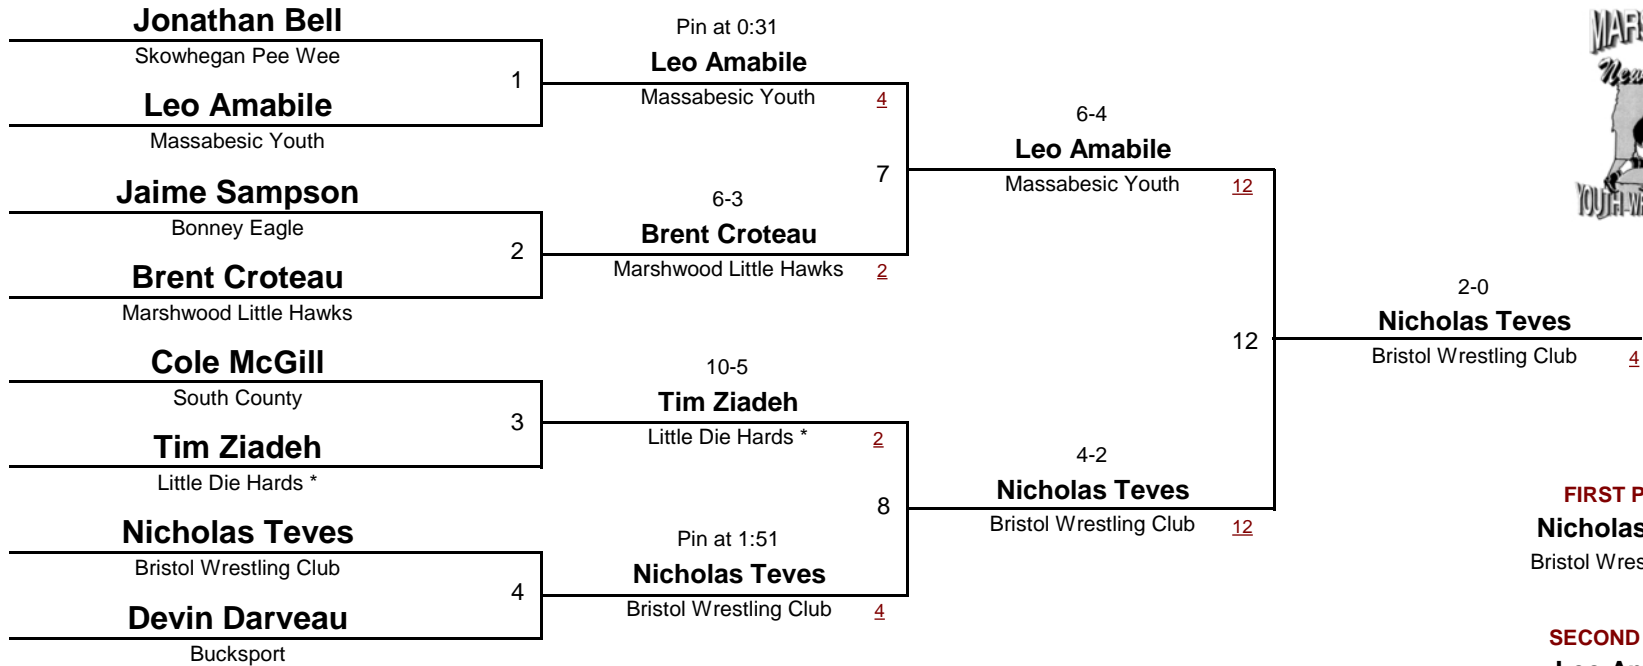 Jonathan Bell
Skowhegan Pee Wee
1
Leo Amabile
Massabesic Youth
Jaime Sampson
Bonney Eagle
2
Brent Croteau
Marshwood Little Hawks
Cole McGill
South County
3
Tim Ziadeh
Little Die Hards *
Nicholas Teves
Bristol Wrestling Club
4
Devin Darveau
Bucksport
Pin at 0:31
Leo Amabile
Massabesic Youth 4
7
6-3
Brent Croteau
Marshwood Little Hawks 2
10-5
Tim Ziadeh
Little Die Hards * 2
8
Pin at 1:51
Nicholas Teves
Bristol Wrestling Club 4
6-4
Leo Amabile
Massabesic Youth 12
12
4-2
Nicholas Teves
Bristol Wrestling Club 12
2-0
Nicholas Teves
Bristol Wrestling Club 4
YOUTH
FIRST
Nicholas
Bristol
SECOND